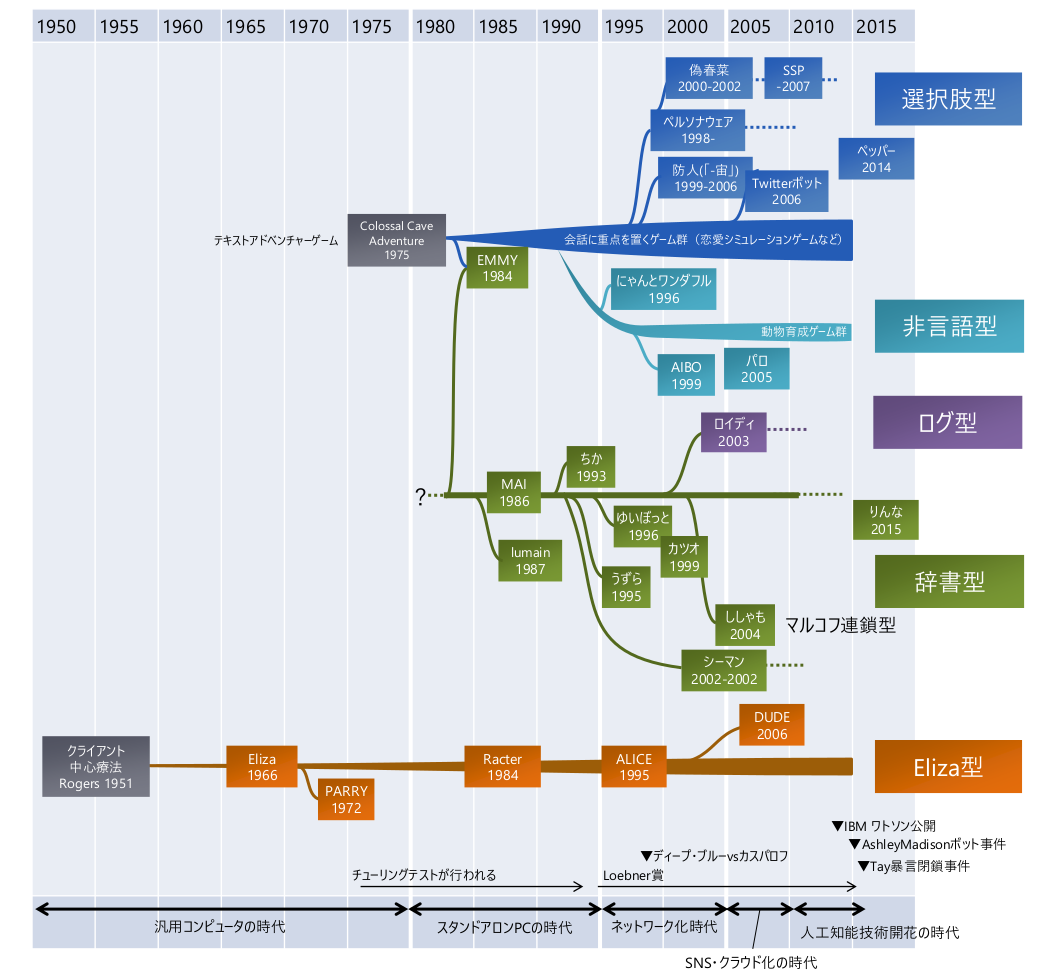 1950 1955 1960 1965 1970 1975 1980 1985 1990 1995 2000 2005 2010 2015
偽春菜
2000-2002
SSP
-2007
選択肢型
ペルソナウェア
1998-
ペッパー
2014
防人(｢-宙｣)
1999-2006
Twitterボット
2006
テキストアドベンチャーゲーム
Colossal Cave
Adventure
1975
会話に重点を置くゲーム群（恋愛シミュレーションゲームなど）
EMMY
1984
にゃんとワンダフル
1996
非言語型
動物育成ゲーム群
AIBO
1999
パロ
2005
ログ型
ロイディ
2003
ちか
1993
?
MAI
1986
ゆいぼっと
1996
りんな
2015
lumain
1987
カツオ
1999
うずら
1995
辞書型
ししゃも
2004
マルコフ連鎖型
シーマン
2002-2002
DUDE
2006
クライアント
中心療法
Rogers 1951
Eliza
1966
Racter
1984
ALICE
1995
Eliza型
PARRY
1972
▼IBM ワトソン公開
▼AshleyMadisonボット事件
▼ディープ・ブルーvsカスパロフ
▼Tay暴言閉鎖事件
チューリングテストが行われる
Loebner賞
汎用コンピュータの時代
スタンドアロンPCの時代
ネットワーク化時代
人工知能技術開花の時代
SNS・クラウド化の時代